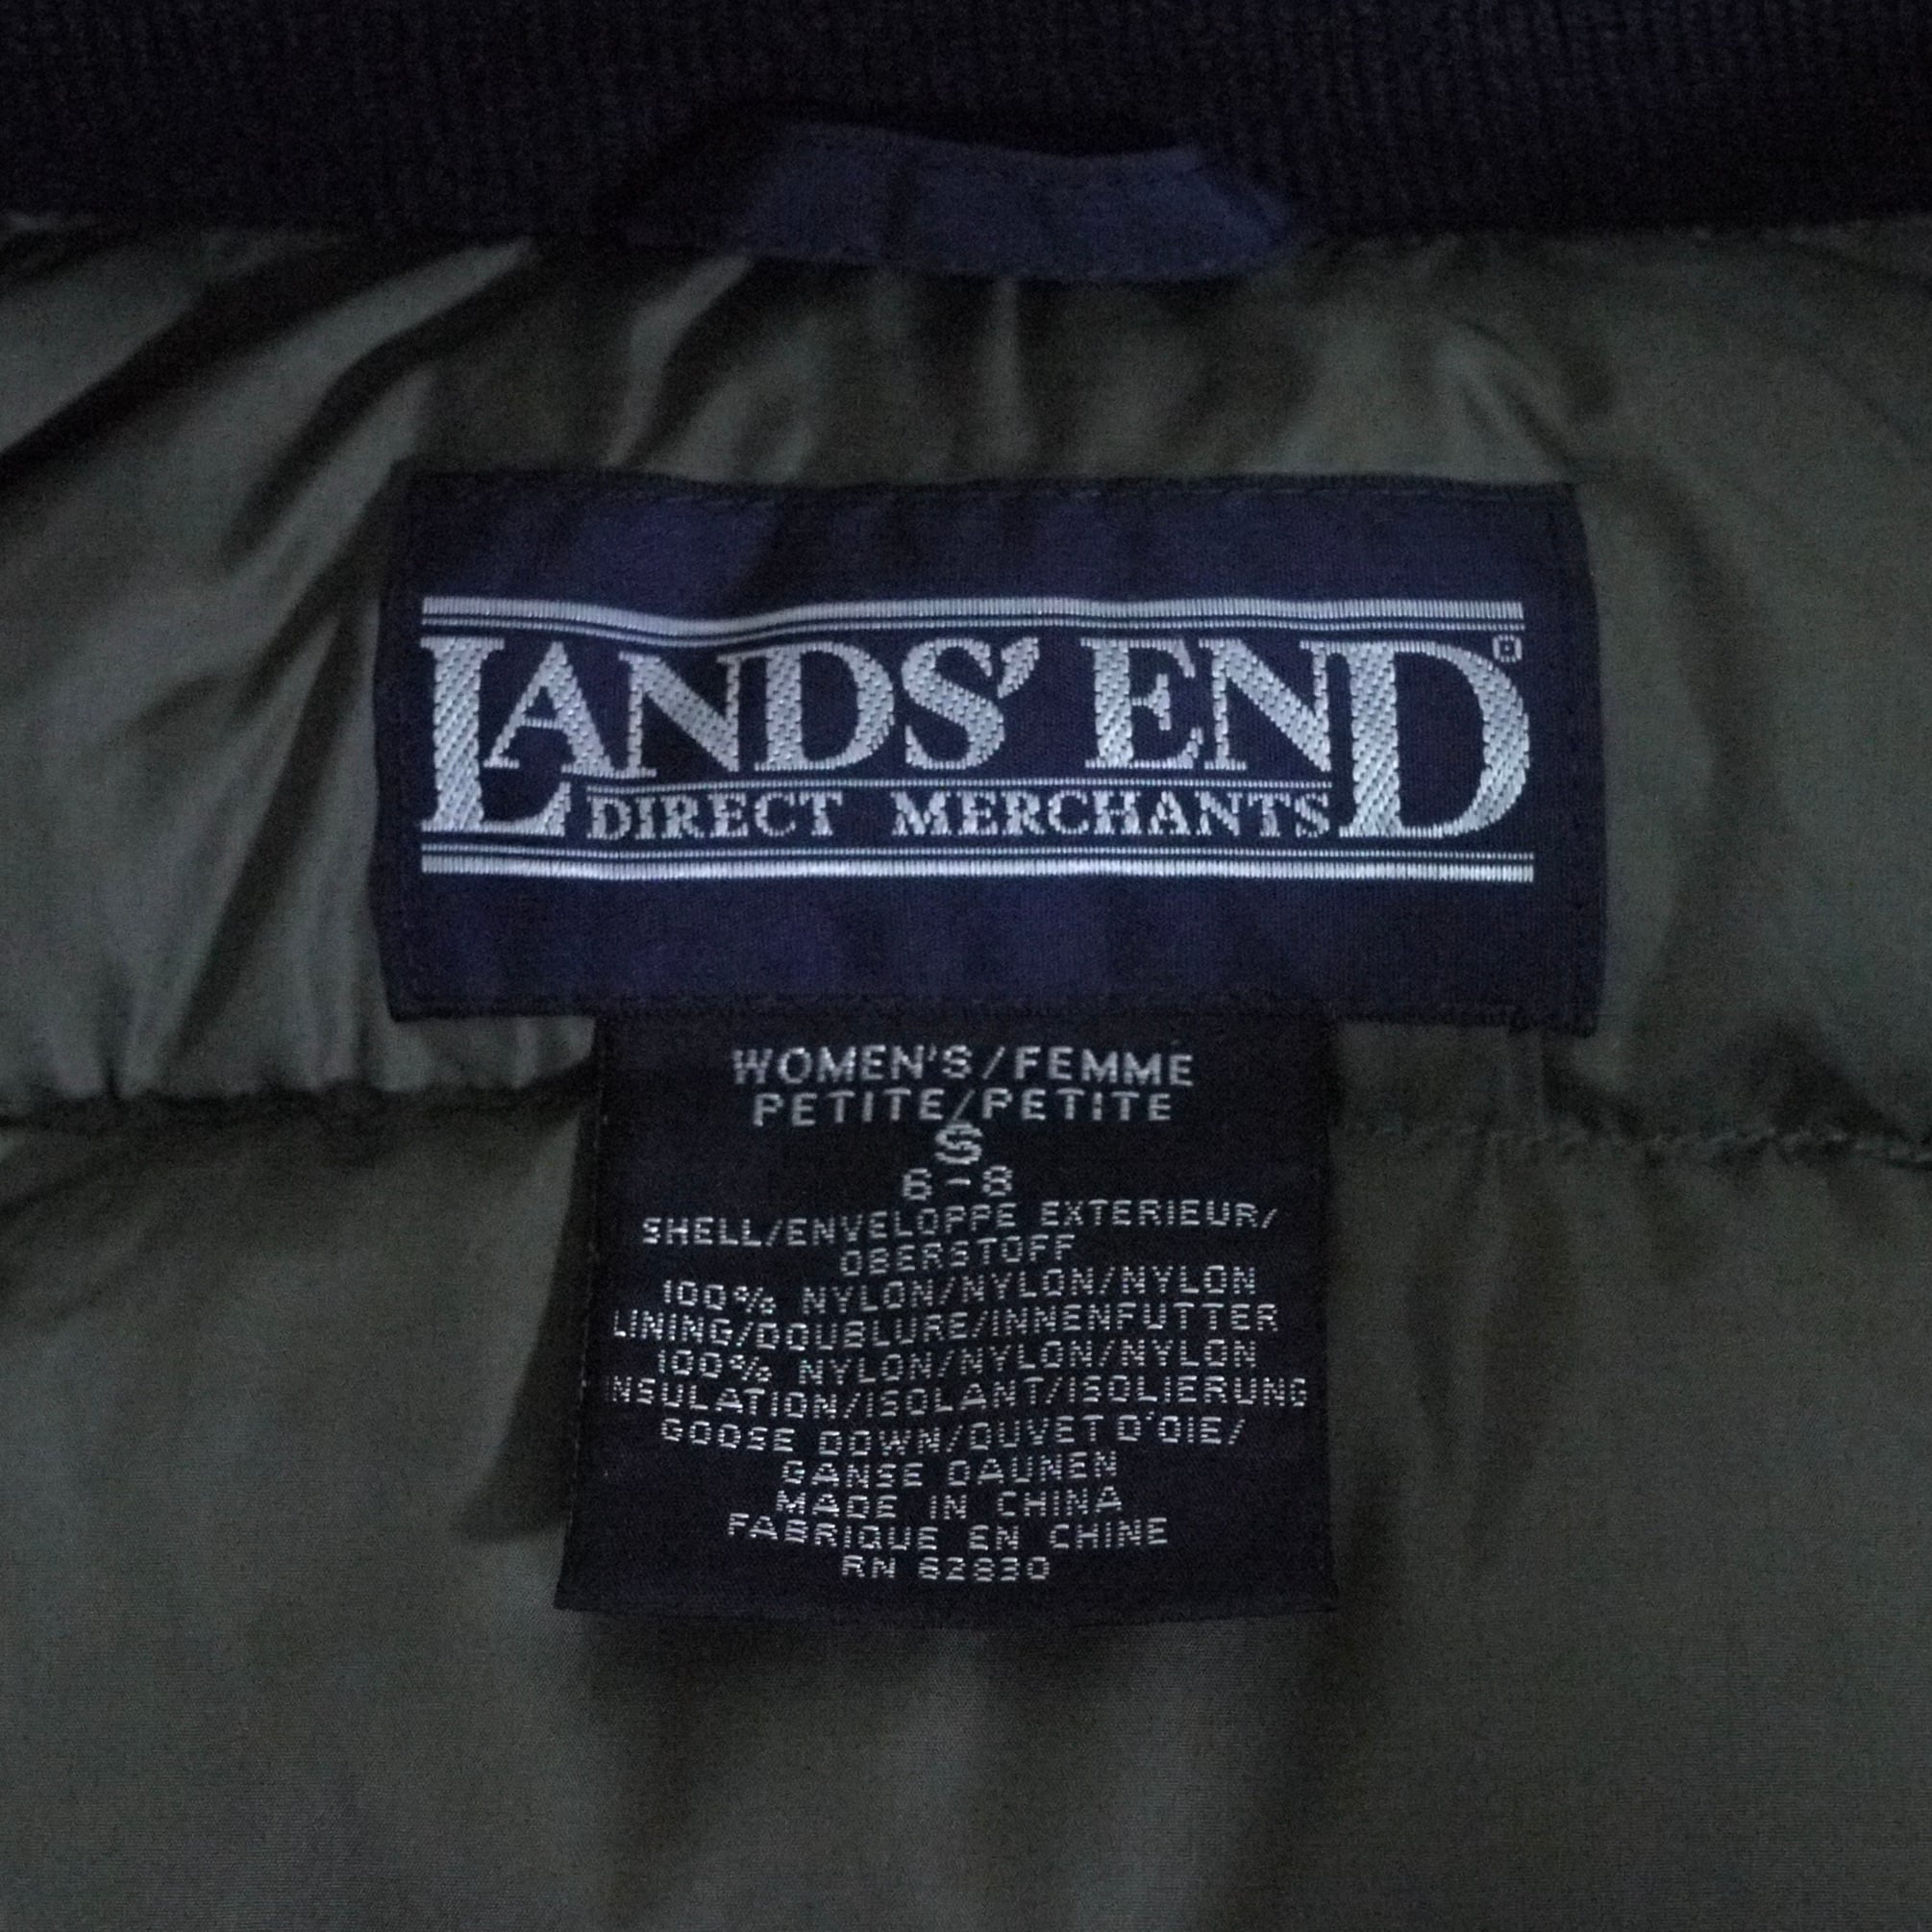 LANDS' END®
DIRECT MERCHANTS
WOMEN'S/FEMME
PETITE/PETITE
S
6-8
SHELL/ENVELOPPE EXTERIEUR/
OBERSTOFF
100% NYLON/NYLON/NYLON
LINING/DOUBLURE/INNENFUTTER
100% NYLON/NYLON/NYLON
INSULATION/ISOLANT/ISOLIERUNG
GOOSE DOWN/DUVET D'OIE/
GANSE DAUNEN
MADE IN CHINA
FABRIQUE EN CHINE
RN 62830